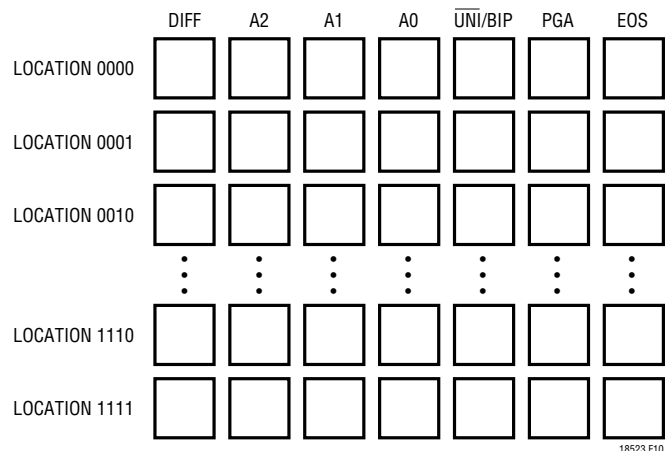 DIFF A2 A1 A0 U̅N̅I̅/BIP PGA EOS
LOCATION 0000
LOCATION 0001
LOCATION 0010
LOCATION 1110
LOCATION 1111
18523 F10